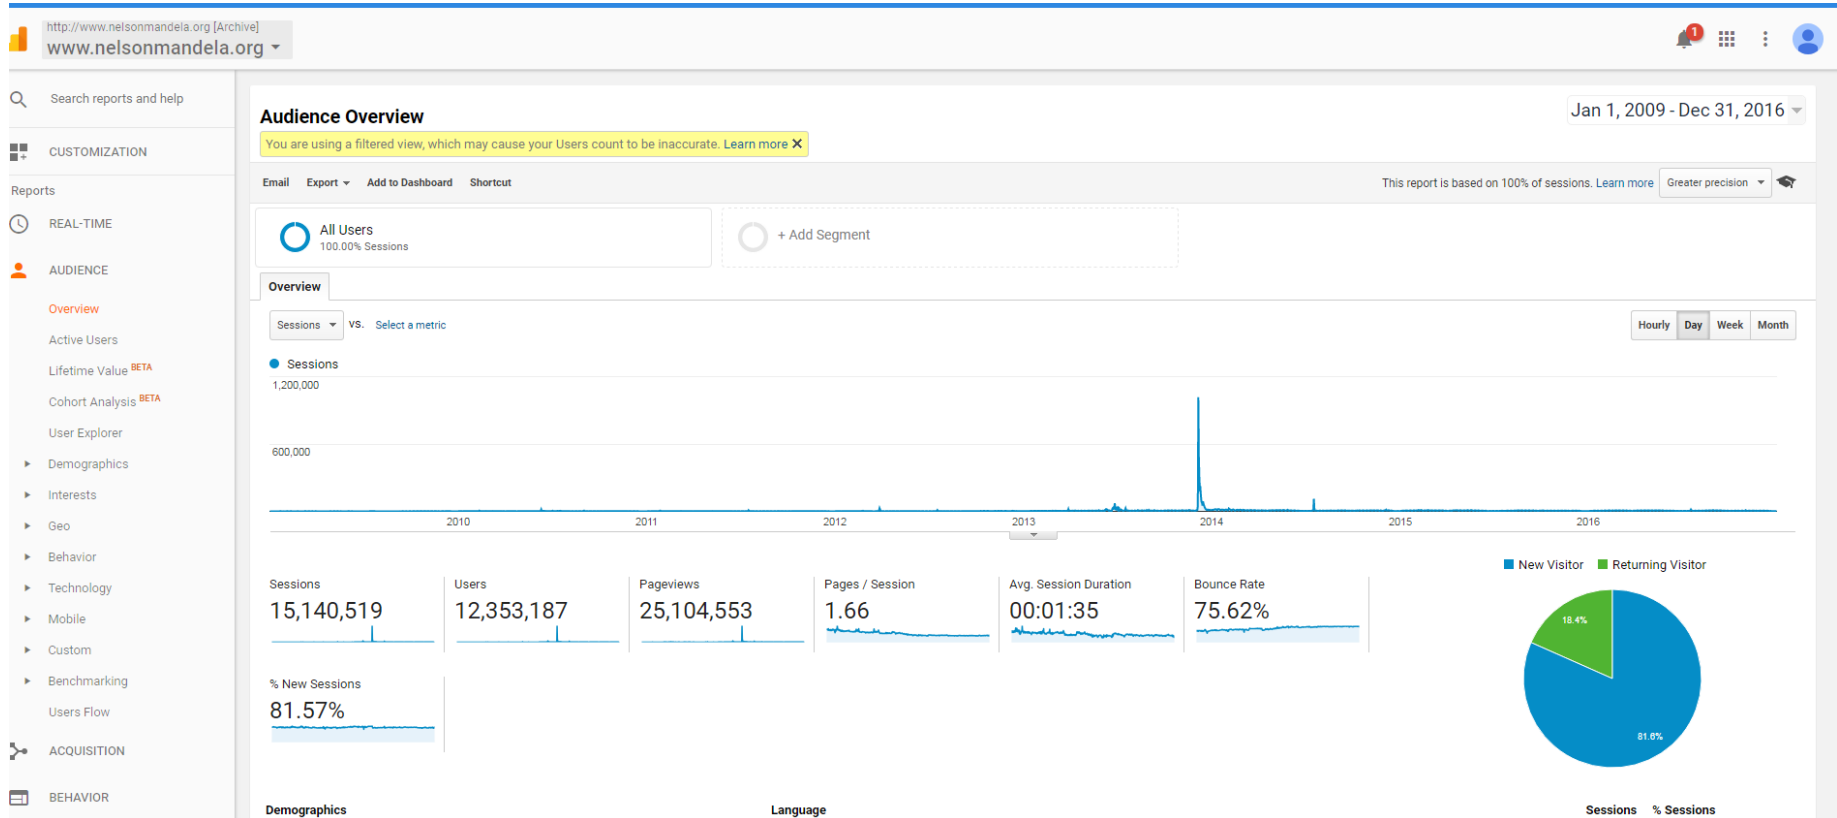 http://www.nelsonmandela.org [Archive]
www.nelsonmandela.org
1
Search reports and help
CUSTOMIZATION
Reports
REAL-TIME
AUDIENCE
Overview
Active Users
Lifetime Value BETA
Cohort Analysis BETA
User Explorer
Demographics
Interests
Geo
Behavior
Technology
Mobile
Custom
Benchmarking
Users Flow
ACQUISITION
BEHAVIOR
Audience Overview
Jan 1, 2009 - Dec 31, 2016
You are using a filtered view, which may cause your Users count to be inaccurate. Learn more X
Email Export Add to Dashboard Shortcut
This report is based on 100% of sessions. Learn more Greater precision
All Users
100.00% Sessions
+ Add Segment
Overview
Sessions VS. Select a metric
Hourly Day Week Month
Sessions
1,200,000
600,000
2010 2011 2012 2013 2014 2015 2016
Sessions
15,140,519
Users
12,353,187
Pageviews
25,104,553
Pages / Session
1.66
Avg. Session Duration
00:01:35
Bounce Rate
75.62%
% New Sessions
81.57%
New Visitor Returning Visitor
18.4%
81.6%
Demographics Language Sessions % Sessions